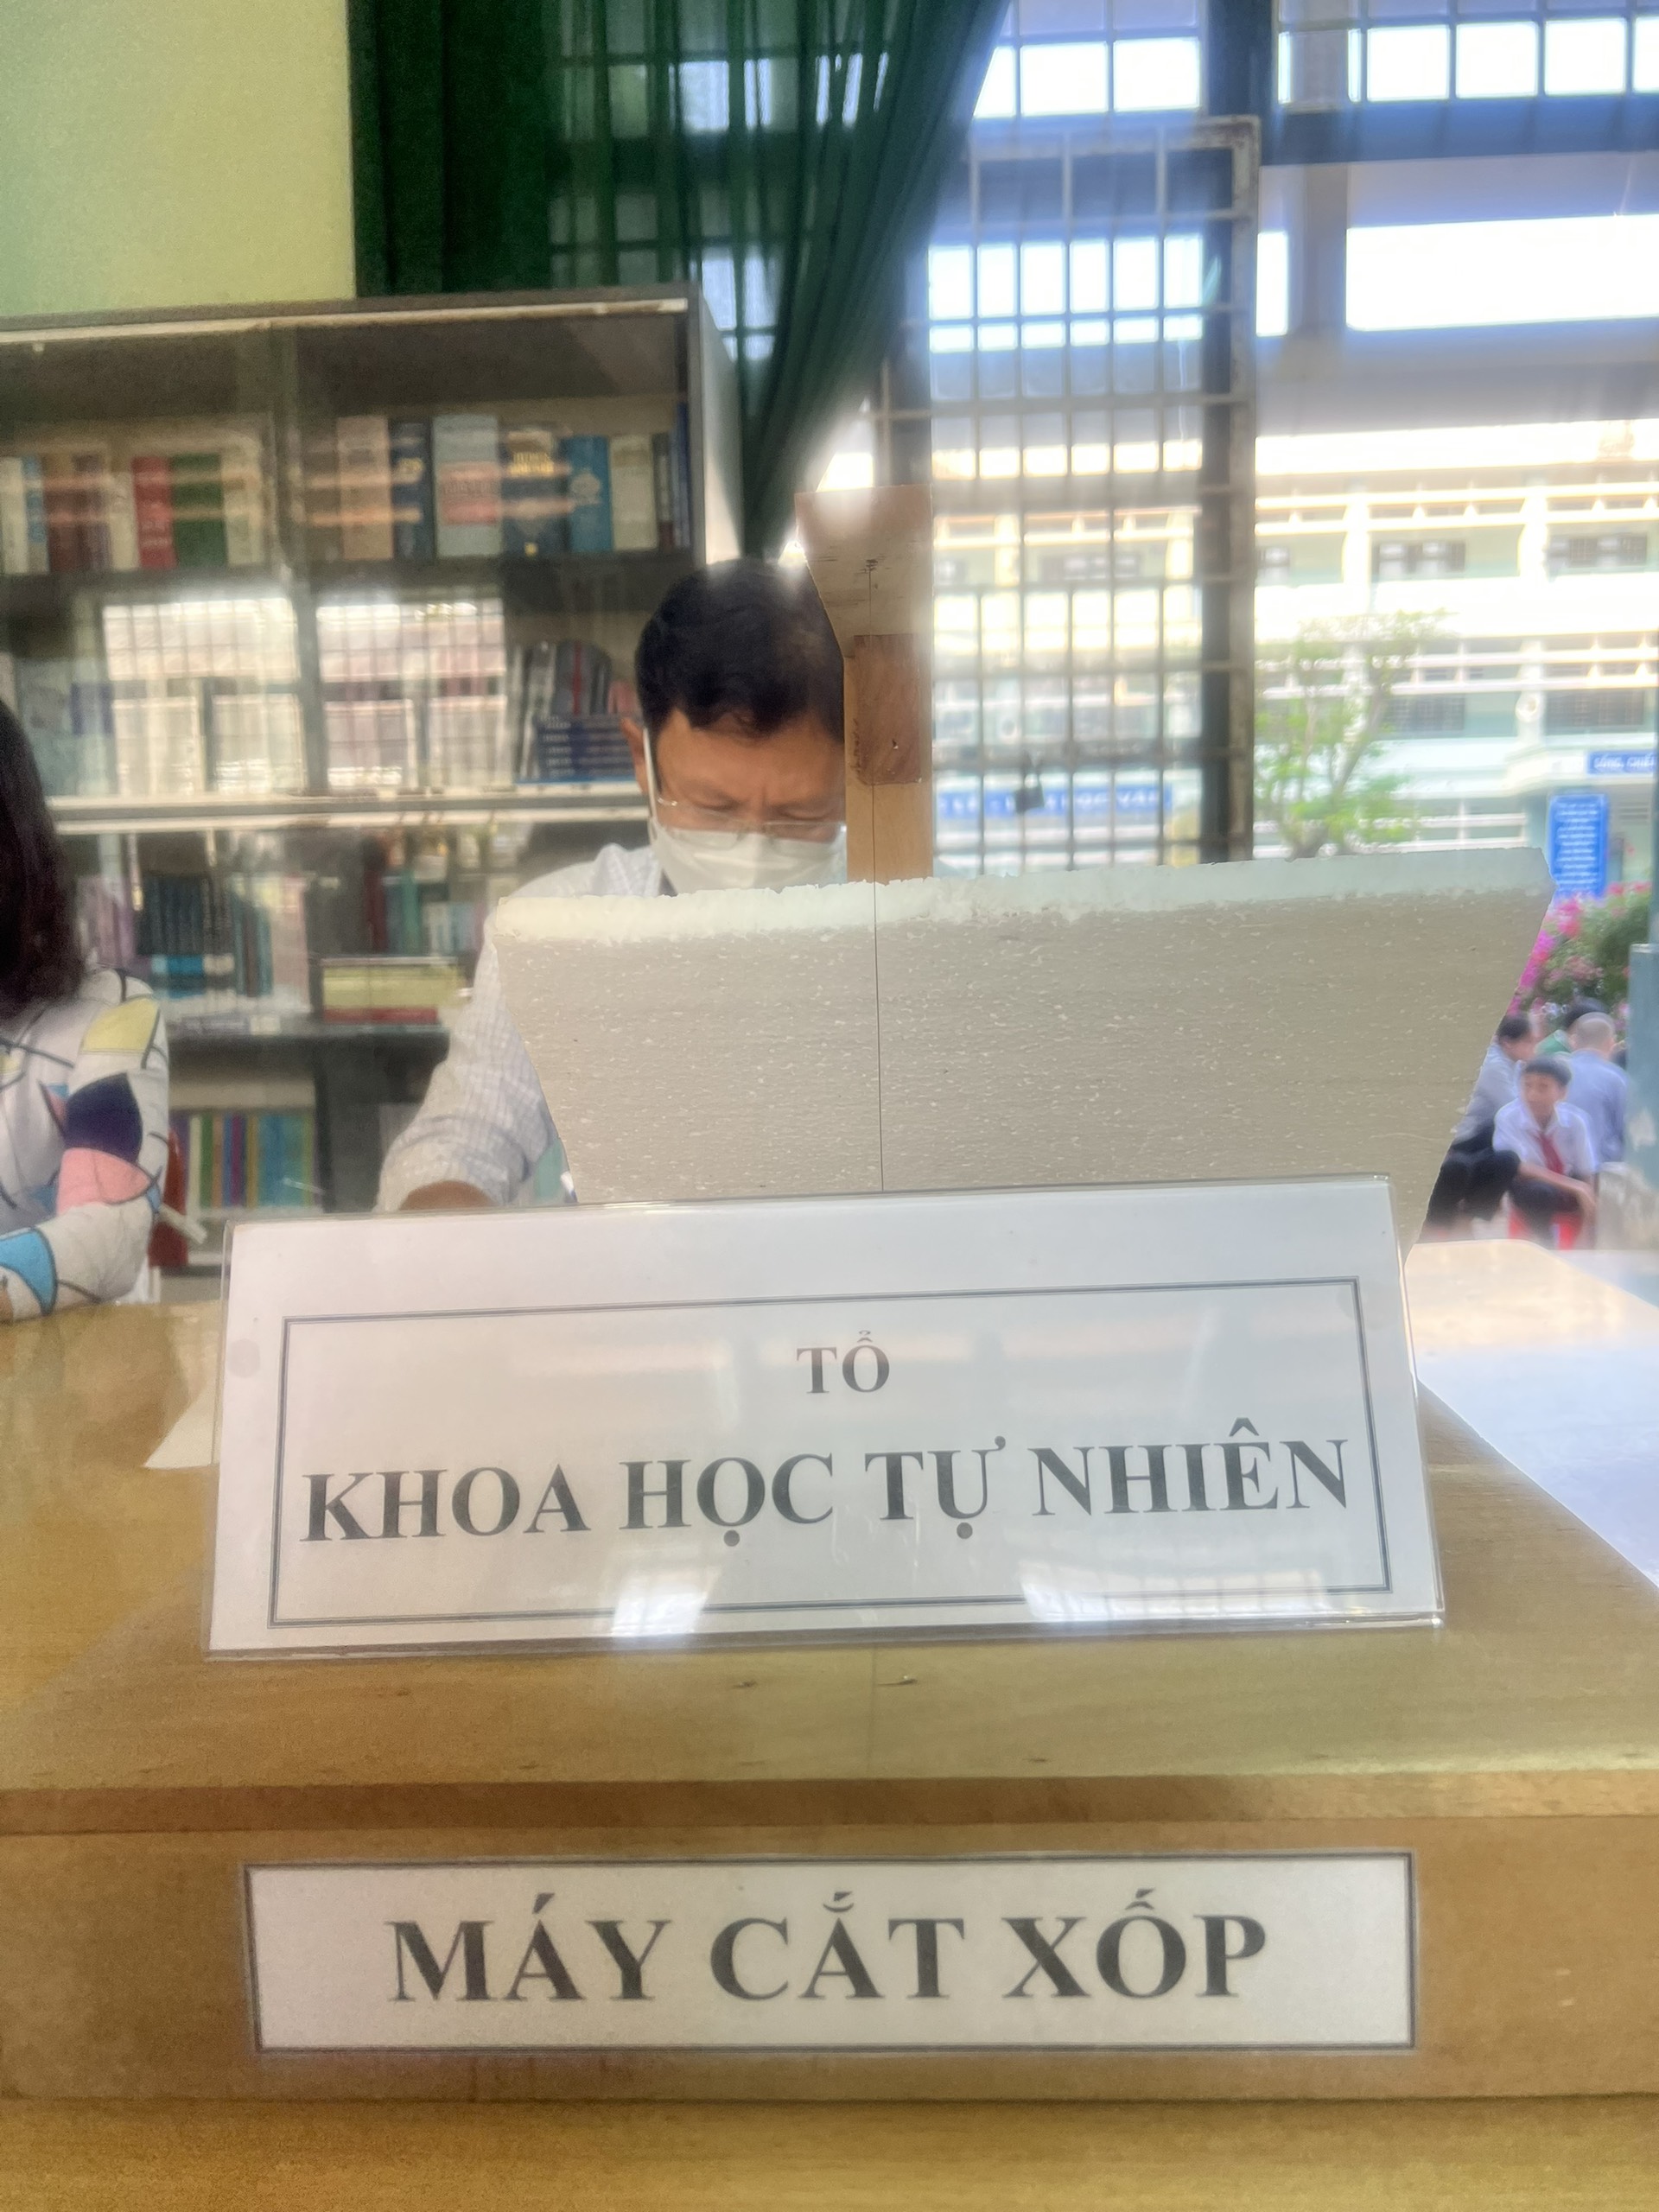 TỔ
KHOA HỌC TỰ NHIÊN
MÁY CẮT XỐP